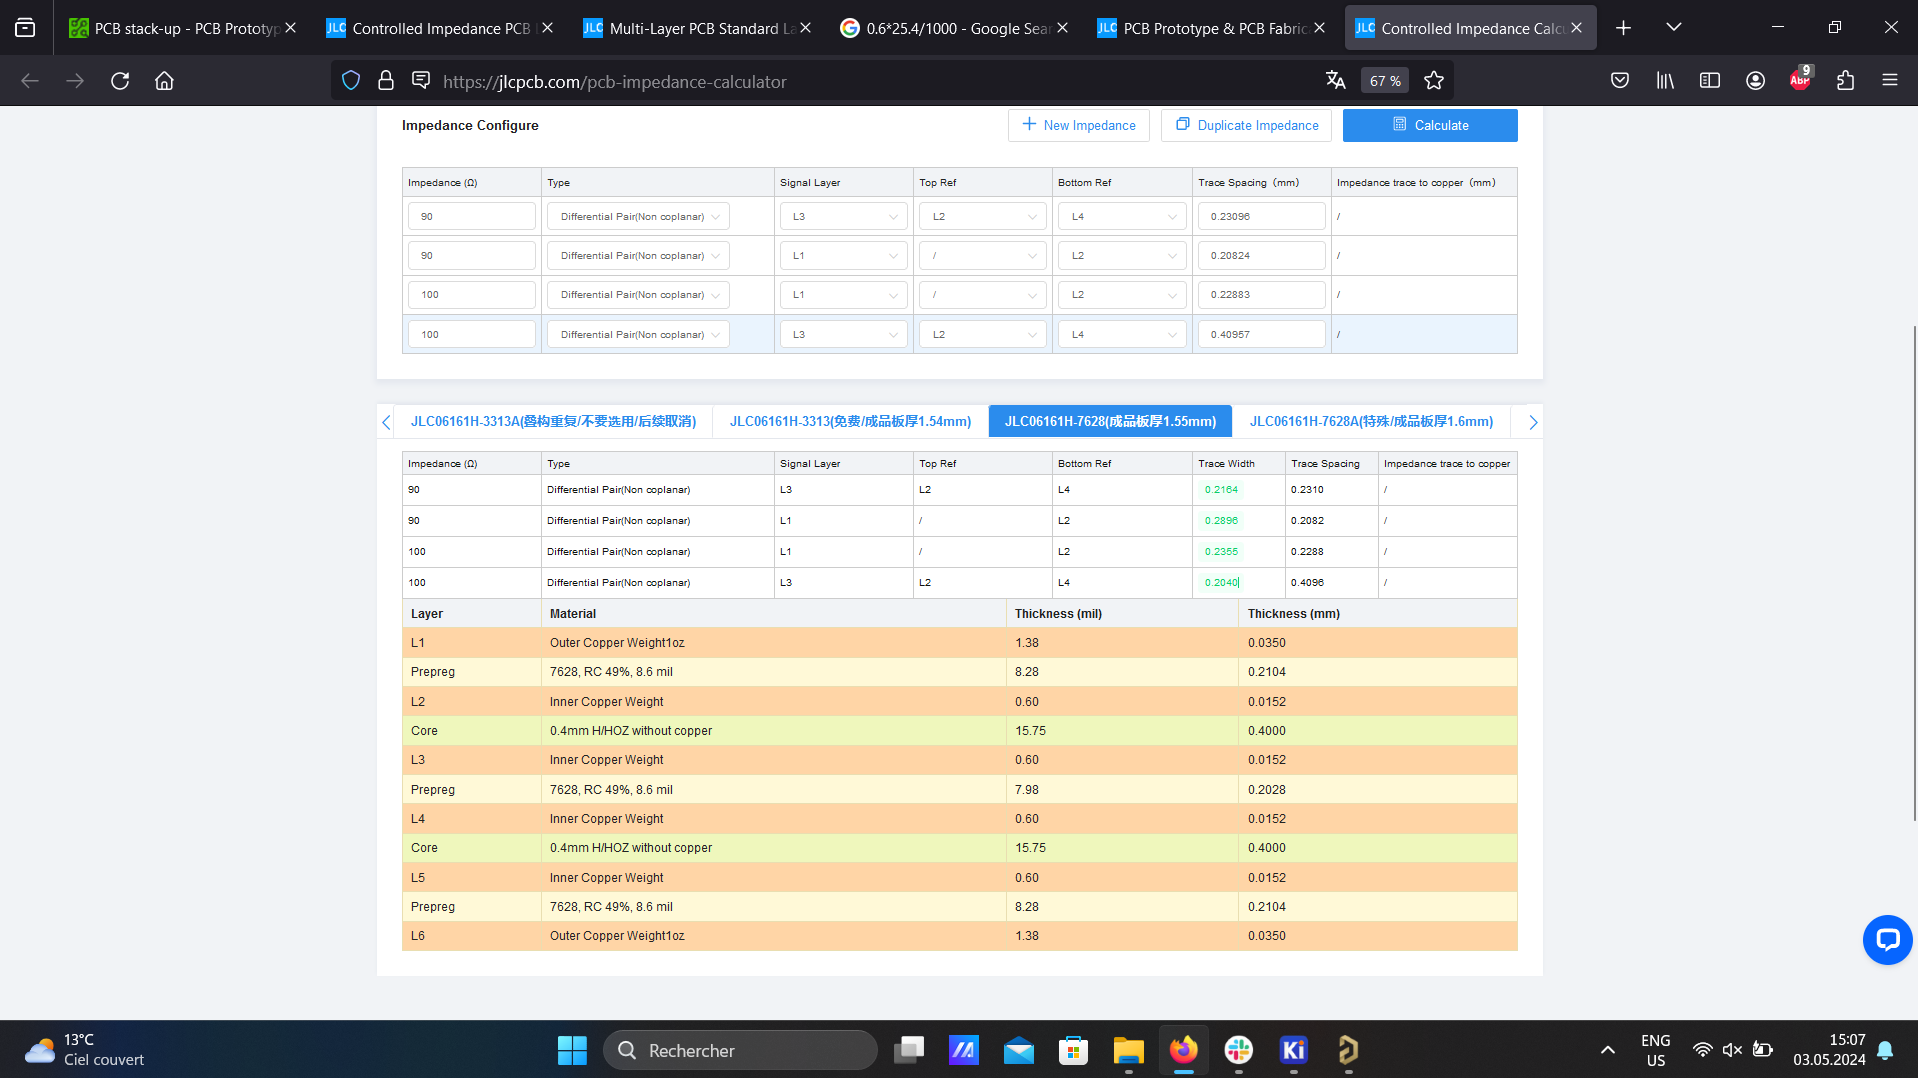 PCB stack-up - PCB Prototyp
Controlled Impedance PCB
Multi-Layer PCB Standard La
0.6*25.4/1000 - Google Sear
PCB Prototype & PCB Fabric
Controlled Impedance Calcu
https://jlcpcb.com/pcb-impedance-calculator
67 %
9
ABP
Impedance Configure
New Impedance
Duplicate Impedance
Calculate
Impedance (Ω) Type Signal Layer Top Ref Bottom Ref Trace Spacing (mm) Impedance trace to copper (mm)
90 Differential Pair(Non coplanar) L3 L2 L4 0.23096 /
90 Differential Pair(Non coplanar) L1 / L2 0.20824 /
100 Differential Pair(Non coplanar) L1 / L2 0.22883 /
100 Differential Pair(Non coplanar) L3 L2 L4 0.40957 /
JLC06161H-3313A(叠构重复/不要选用/后续取消)
JLC06161H-3313(免费/成品板厚1.54mm)
JLC06161H-7628(成品板厚1.55mm)
JLC06161H-7628A(特殊/成品板厚1.6mm)
Impedance (Ω) Type Signal Layer Top Ref Bottom Ref Trace Width Trace Spacing Impedance trace to copper
90 Differential Pair(Non coplanar) L3 L2 L4 0.2164 0.2310 /
90 Differential Pair(Non coplanar) L1 / L2 0.2896 0.2082 /
100 Differential Pair(Non coplanar) L1 / L2 0.2355 0.2288 /
100 Differential Pair(Non coplanar) L3 L2 L4 0.2040 0.4096 /
Layer Material Thickness (mil) Thickness (mm)
L1 Outer Copper Weight1oz 1.38 0.0350
Prepreg 7628, RC 49%, 8.6 mil 8.28 0.2104
L2 Inner Copper Weight 0.60 0.0152
Core 0.4mm H/HOZ without copper 15.75 0.4000
L3 Inner Copper Weight 0.60 0.0152
Prepreg 7628, RC 49%, 8.6 mil 7.98 0.2028
L4 Inner Copper Weight 0.60 0.0152
Core 0.4mm H/HOZ without copper 15.75 0.4000
L5 Inner Copper Weight 0.60 0.0152
Prepreg 7628, RC 49%, 8.6 mil 8.28 0.2104
L6 Outer Copper Weight1oz 1.38 0.0350
13°C
Ciel couvert
Rechercher
Ki
ENG
US
15:07
03.05.2024